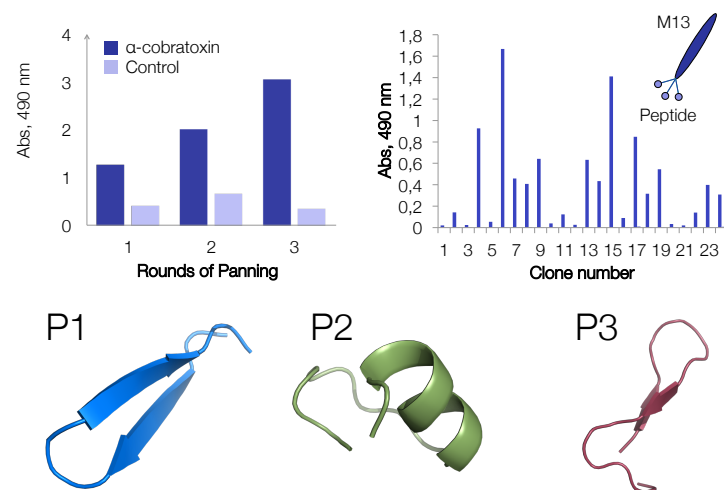 4
3
2
1
0
Abs, 490 nm
α-cobratoxin
Control
1 2 3
Rounds of Panning
1,8
1,6
1,4
1,2
1
0,8
0,6
0,4
0,2
0
Abs, 490 nm
M13
Peptide
1 3 5 7 9 11 13 15 17 19 21 23
Clone number
P1
P2
P3